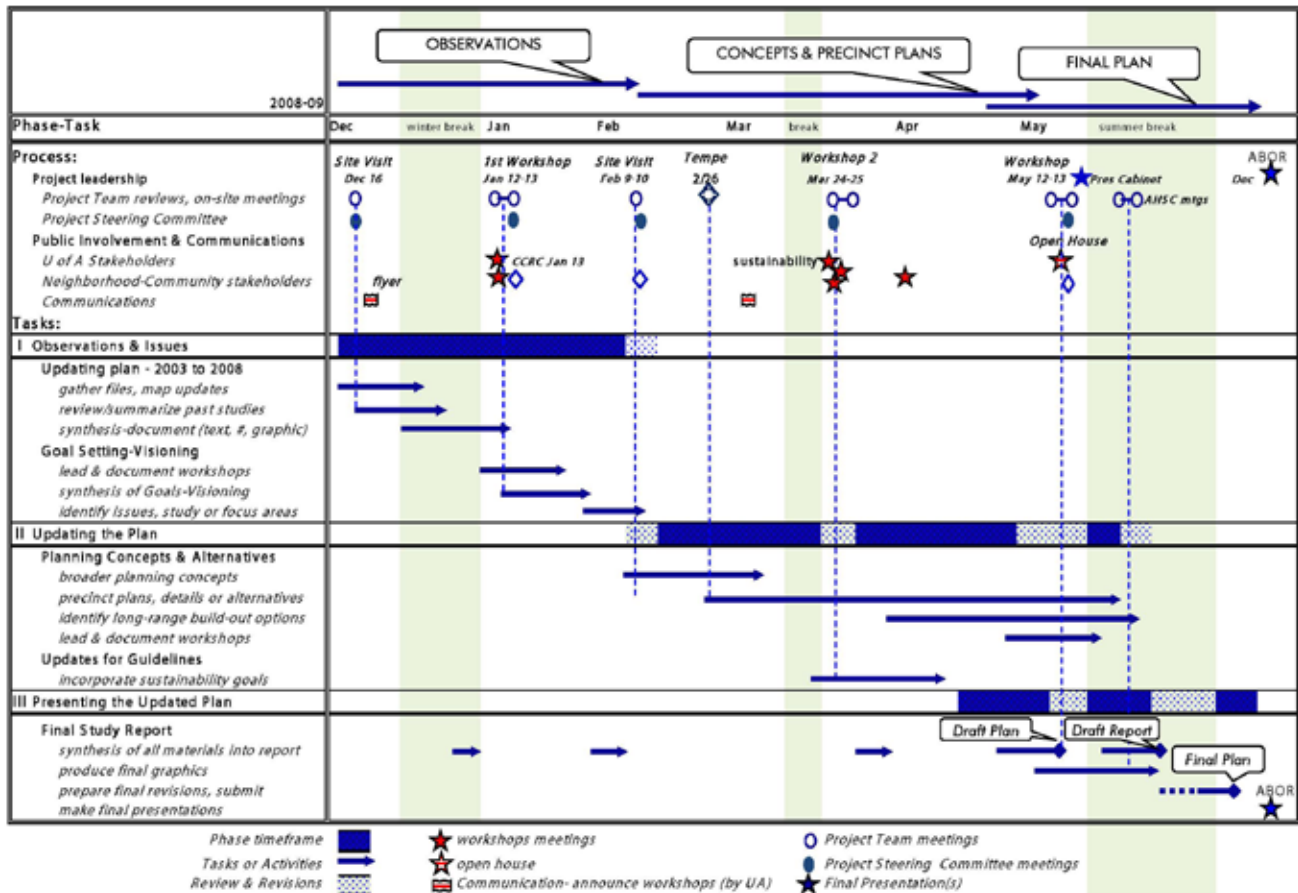 OBSERVATIONS
CONCEPTS & PRECINCT PLANS
FINAL PLAN
2008-09
Phase-Task Dec winter break Jan Feb Mar break Apr May summer break
Process:
Site Visit 1st Workshop Site Visit Tempe Workshop 2 Workshop ABOR
Project leadership Dec 16 Jan 12-13 Feb 9-10 2/26 Mar 24-25 May 12-13 Pres Cabinet Dec
Project Team reviews, on-site meetings AHSC mtgs
Project Steering Committee
Public Involvement & Communications Open House
U of A Stakeholders CCRC Jan 13 sustainability
Neighborhood-Community stakeholders flyer
Communications
Tasks:
I Observations & Issues
Updating plan - 2003 to 2008
gather files, map updates
review/summarize past studies
synthesis-document (text, #, graphic)
Goal Setting-Visioning
lead & document workshops
synthesis of Goals-Visioning
identify issues, study or focus areas
II Updating the Plan
Planning Concepts & Alternatives
broader planning concepts
precinct plans, details or alternatives
identify long-range build-out options
lead & document workshops
Updates for Guidelines
incorporate sustainability goals
III Presenting the Updated Plan
Final Study Report Draft Plan Draft Report
synthesis of all materials into report
produce final graphics Final Plan
prepare final revisions, submit ABOR
make final presentations
Phase timeframe workshops meetings Project Team meetings
Tasks or Activities open house Project Steering Committee meetings
Review & Revisions Communication- announce workshops (by UA) Final Presentation(s)